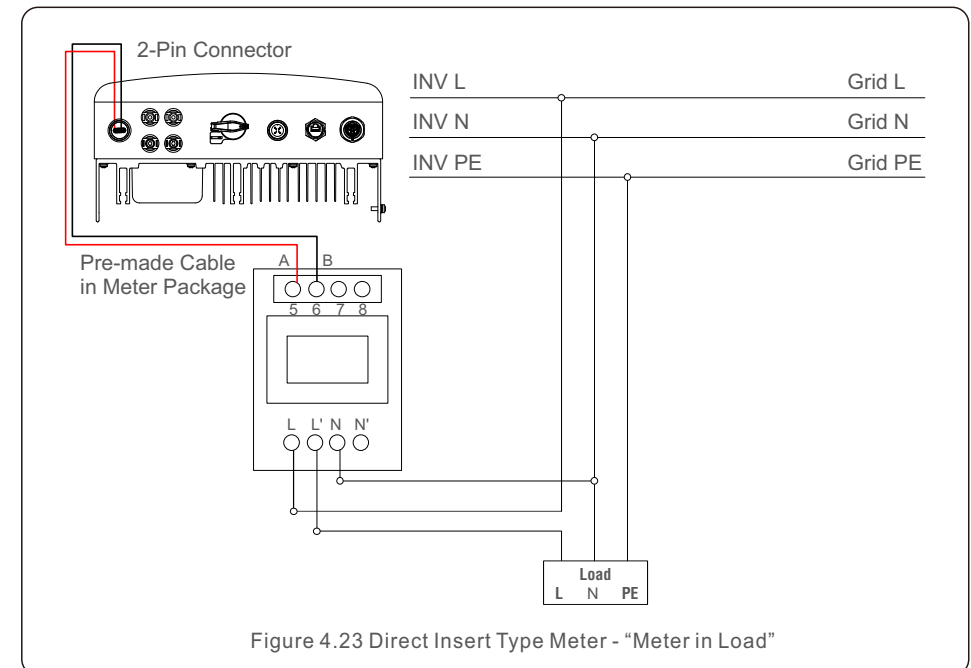 2-Pin Connector
INV L Grid L
INV N Grid N
INV PE Grid PE
Pre-made Cable
in Meter Package
A B
5 6 7 8
L L' N N'
Load
L N PE
Figure 4.23 Direct Insert Type Meter - “Meter in Load”